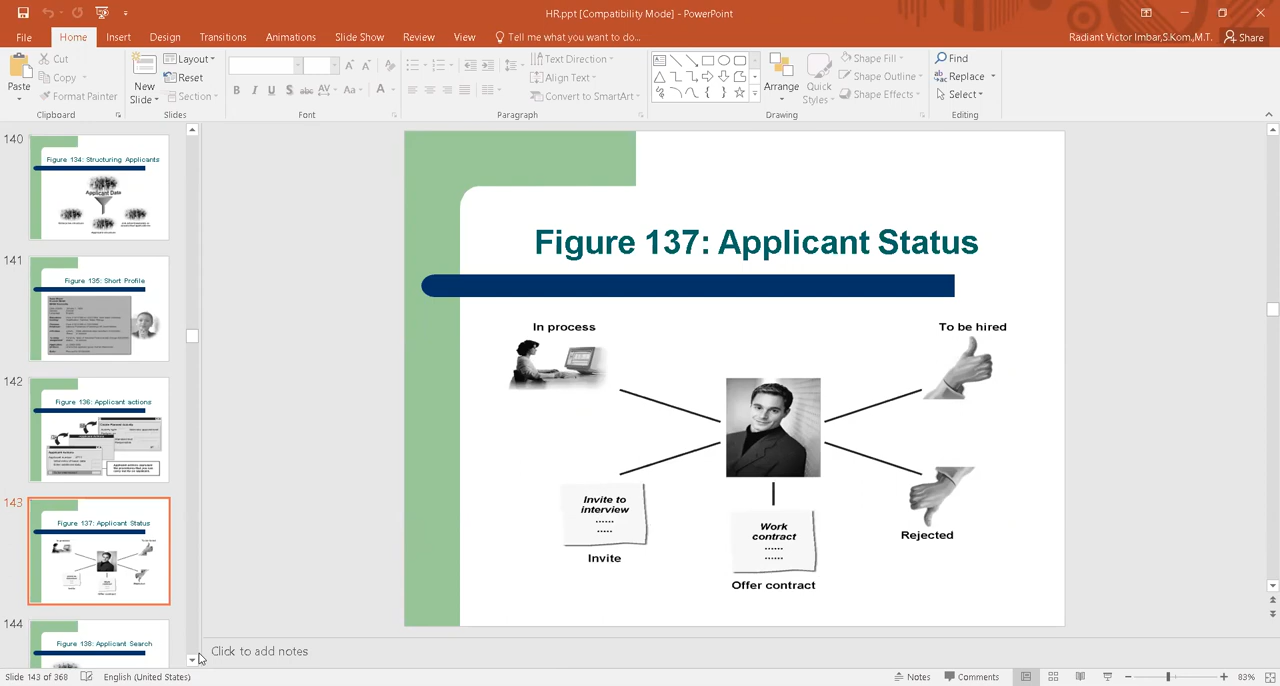 HR.ppt [Compatibility Mode] - PowerPoint
File Home Insert Design Transitions Animations Slide Show Review View Tell me what you want to do... Radiant Victor Imbar,S.Kom.,M.T. Share
Paste
Cut
Copy
Format Painter
Clipboard
New Slide
Layout
Reset
Section
Slides
B I U S abc AV Aa A
Font
Text Direction
Align Text
Convert to SmartArt
Paragraph
Arrange
Quick Styles
Shape Fill
Shape Outline
Shape Effects
Drawing
Find
Replace
Select
Editing
140
Figure 134: Structuring Applicants
Applicant Data
141
Figure 135: Short Profile
142
Figure 136: Applicant actions
143
Figure 137: Applicant Status
144
Figure 138: Applicant Search
Figure 137: Applicant Status
In process
To be hired
Invite to
interview
......
.....
Invite
Work
contract
......
......
Offer contract
Rejected
Click to add notes
Slide 143 of 368 English (United States) Notes Comments 83%